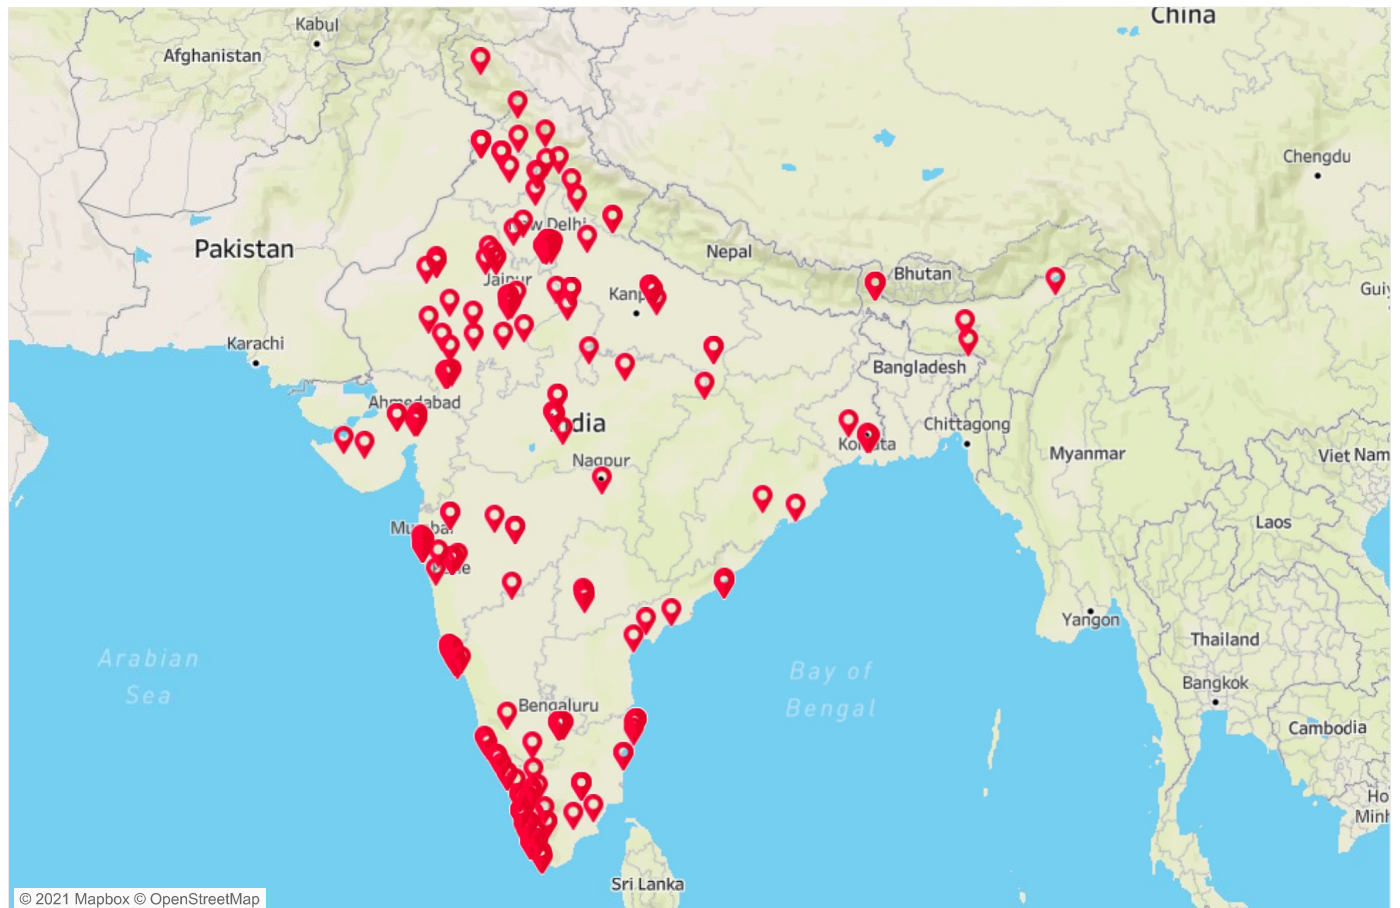 China
Kabul
Afghanistan
Chengdu
New Delhi
Pakistan
Nepal
Bhutan
Jaipur
Karachi
Bangladesh
Ahmedabad
India
Chittagong
Kolkata
Myanmar
Viet Nam
Nagpur
Laos
Mumbai
Pune
Yangon
Thailand
Arabian
Sea
Bay of
Bengal
Bangkok
Bengaluru
Cambodia
Ho
Minh
Sri Lanka
© 2021 Mapbox © OpenStreetMap